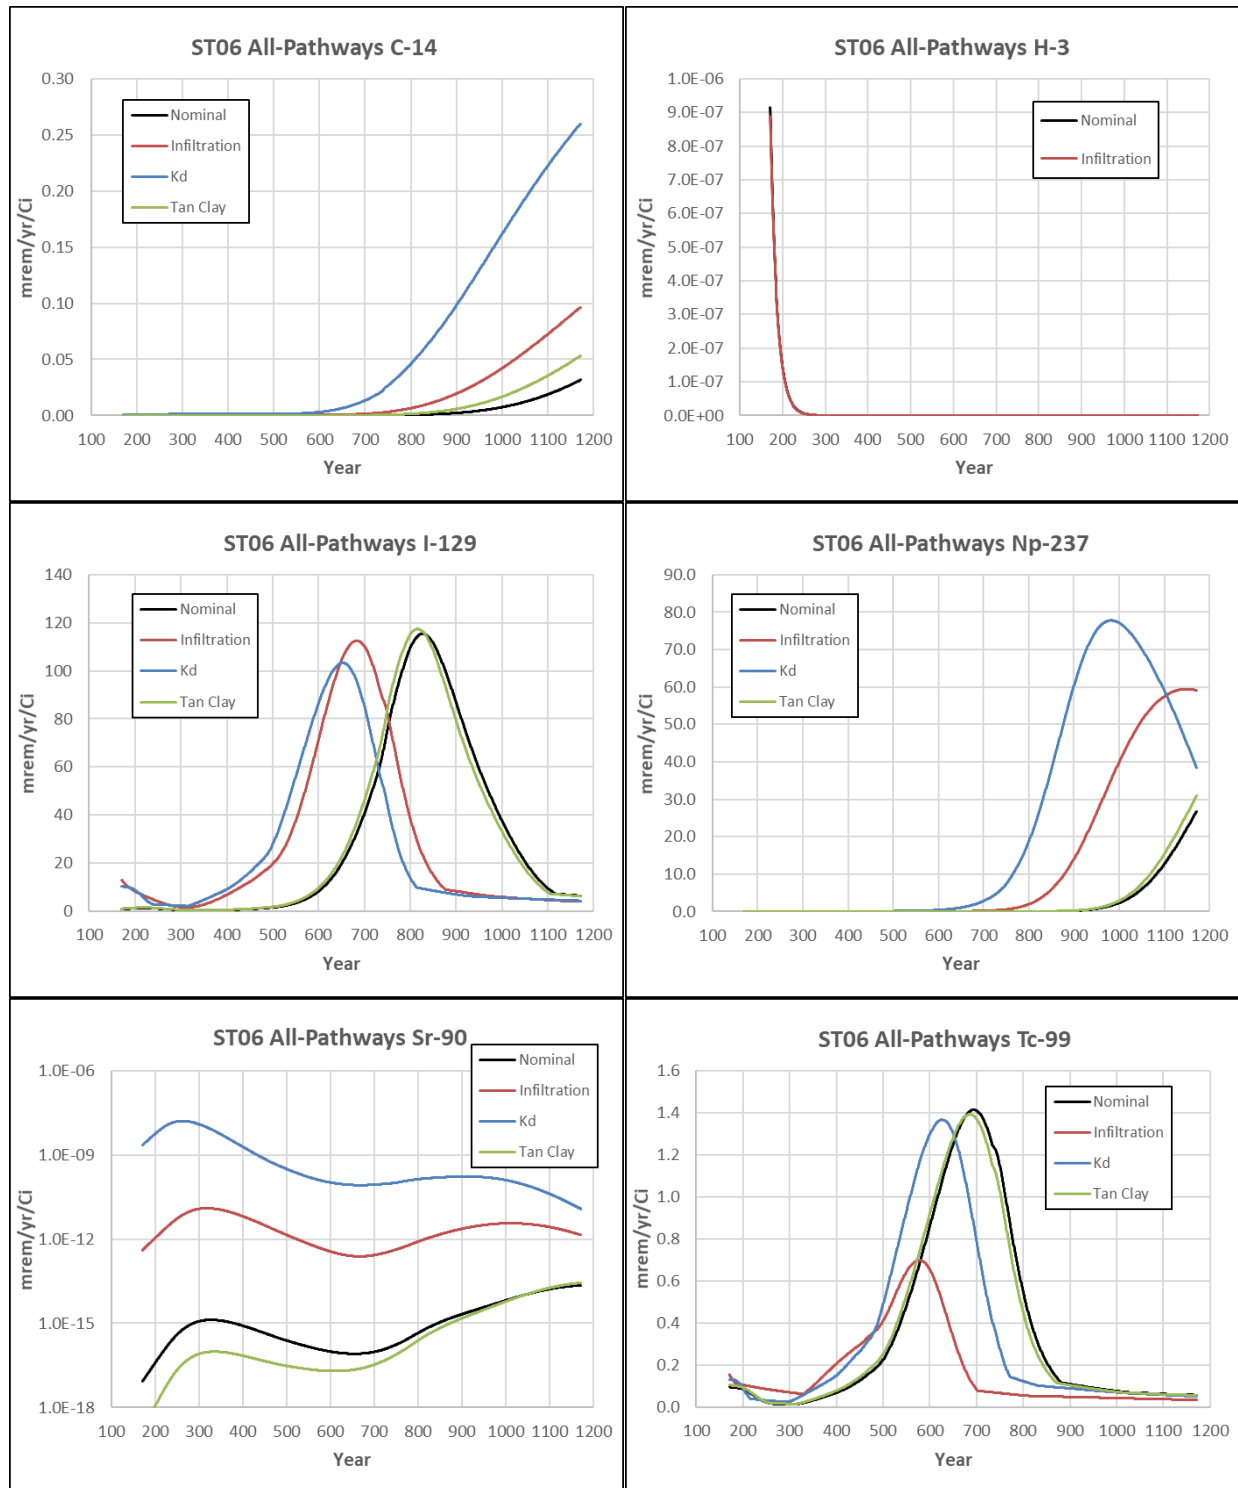 ST06 All-Pathways C-14
mrem/yr/Ci
0.30
0.25
0.20
0.15
0.10
0.05
0.00
Nominal
Infiltration
Kd
Tan Clay
100 200 300 400 500 600 700 800 900 1000 1100 1200
Year
ST06 All-Pathways H-3
mrem/yr/Ci
1.0E-06
9.0E-07
8.0E-07
7.0E-07
6.0E-07
5.0E-07
4.0E-07
3.0E-07
2.0E-07
1.0E-07
0.0E+00
Nominal
Infiltration
100 200 300 400 500 600 700 800 900 1000 1100 1200
Year
ST06 All-Pathways I-129
mrem/yr/Ci
140
120
100
80
60
40
20
0
Nominal
Infiltration
Kd
Tan Clay
100 200 300 400 500 600 700 800 900 1000 1100 1200
Year
ST06 All-Pathways Np-237
mrem/yr/Ci
90.0
80.0
70.0
60.0
50.0
40.0
30.0
20.0
10.0
0.0
Nominal
Infiltration
Kd
Tan Clay
100 200 300 400 500 600 700 800 900 1000 1100 1200
Year
ST06 All-Pathways Sr-90
mrem/yr/Ci
1.0E-06
1.0E-09
1.0E-12
1.0E-15
1.0E-18
Nominal
Infiltration
Kd
Tan Clay
100 200 300 400 500 600 700 800 900 1000 1100 1200
Year
ST06 All-Pathways Tc-99
mrem/yr/Ci
1.6
1.4
1.2
1.0
0.8
0.6
0.4
0.2
0.0
Nominal
Infiltration
Kd
Tan Clay
100 200 300 400 500 600 700 800 900 1000 1100 1200
Year